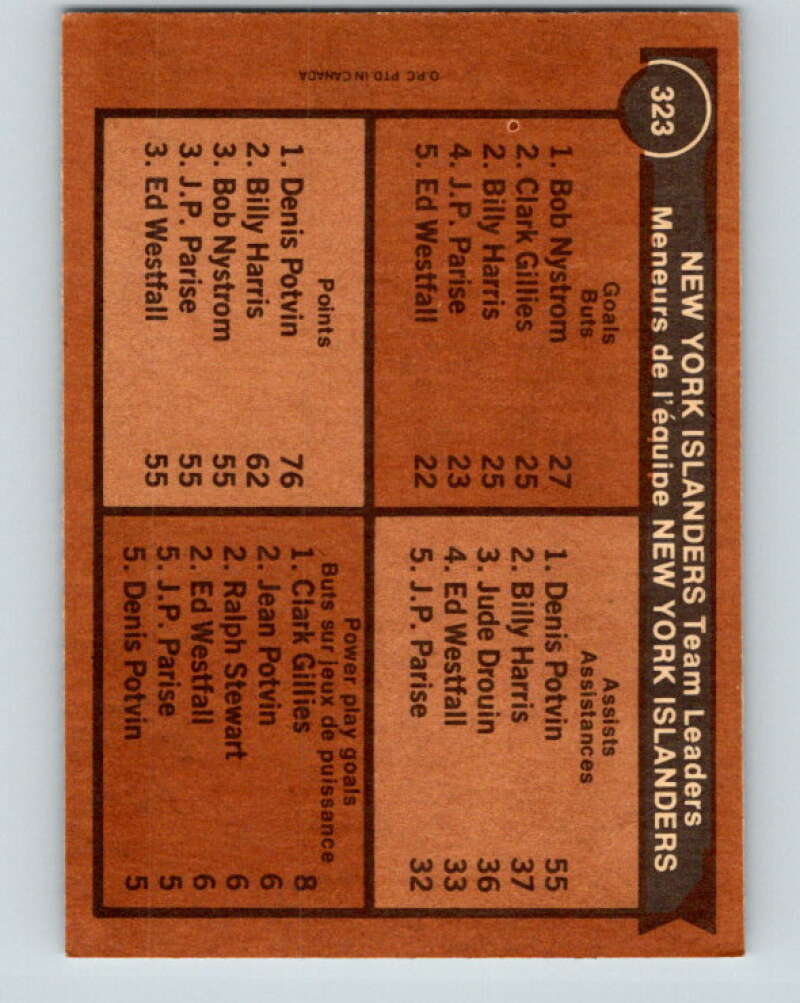 323
NEW YORK ISLANDERS Team Leaders
Meneurs de l'équipe NEW YORK ISLANDERS
Goals
Buts
1. Bob Nystrom 27
2. Clark Gillies 25
2. Billy Harris 25
4. J.P. Parise 23
5. Ed Westfall 22
Assists
Assistances
1. Denis Potvin 55
2. Billy Harris 37
3. Jude Drouin 36
4. Ed Westfall 33
5. J.P. Parise 32
Points
1. Denis Potvin 76
2. Billy Harris 62
3. Bob Nystrom 55
3. J.P. Parise 55
3. Ed Westfall 55
Power play goals
Buts sur jeux de puissance
1. Clark Gillies 8
2. Jean Potvin 6
2. Ralph Stewart 6
2. Ed Westfall 6
5. J.P. Parise 5
5. Denis Potvin 5
O.P.C. PTD IN CANADA